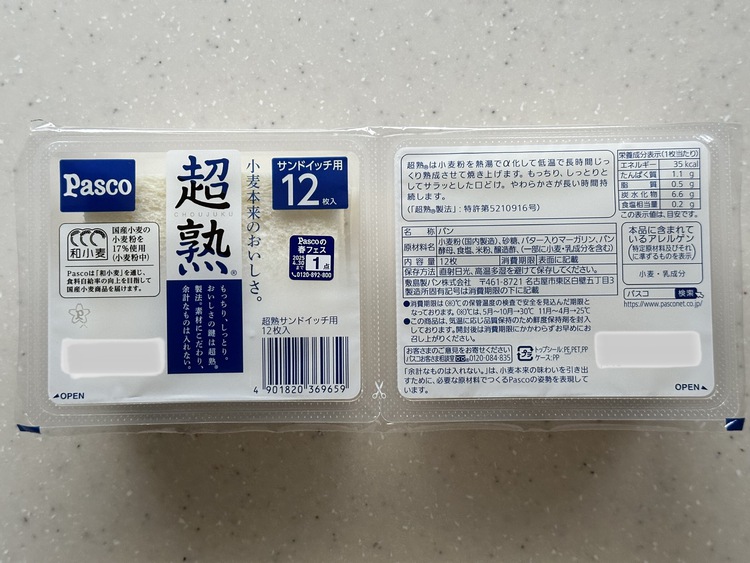 Pasco
超熟®
CHOUJUKU
小麦本来のおいしさ。
サンドイッチ用
12枚入
国産小麦の
小麦粉を
17%使用
(小麦粉中)
和小麦
Pascoは「和小麦」を通じ、
食料自給率の向上を目指して
国産小麦商品を届けます。
Pascoの
春フェス
2025
4.30
まで
1点
0120-892-800
もっちり、しっとり。
おいしさの鍵は超熟®
製法。素材にこだわり、
余計なものは入れない。
超熟サンドイッチ用
12枚入
4 901820 369659
OPEN
超熟®は小麦粉を熱湯でα化して低温で長時間じっ
くり熟成させて焼き上げます。もっちり、しっとりと
してサラッとした口どけ。やわらかさが長い時間持
続します。
(「超熟®製法」:特許第5210916号)
栄養成分表示(1枚当たり)
エネルギー 35 kcal
たんぱく質 1.1 g
脂質 0.5 g
炭水化物 6.6 g
食塩相当量 0.2 g
この表示値は、目安です。
名称 パン
原材料名 小麦粉(国内製造)、砂糖、バター入りマーガリン、パン
酵母、食塩、米粉、醸造酢、(一部に小麦・乳成分を含む)
内容量 12枚 消費期限 表面に記載
保存方法 直射日光、高温多湿を避けて保存してください。
敷島製パン株式会社 〒461-8721 名古屋市東区白壁五丁目3
製造所固有記号は消費期限の下に記載
本品に含まれて
いるアレルゲン
(特定原材料及びそれ
に準ずるものを表示)
小麦・乳成分
パスコ 検索
https://www.pasconet.co.jp/
●消費期限は(※)での保管温度の検査で安全を見込んだ期限と
なっております。(※)では、5月~10月→30℃ 11月~4月→25℃
●この商品は、気温に応じ品質保持のため鮮度保持剤を封入
しております。開封後は消費期限にかかわらずお早めにお
召し上がりください。
お客さまのご意見をお寄せください
パスコお客さま相談室 0120-084-835
プラ
トップシール:PE,PET,PP
ケース:PP
「余計なものは入れない。」は、小麦本来の味わいを引き出
すために、必要な原材料でつくるPascoの姿勢を表現して
います。
OPEN